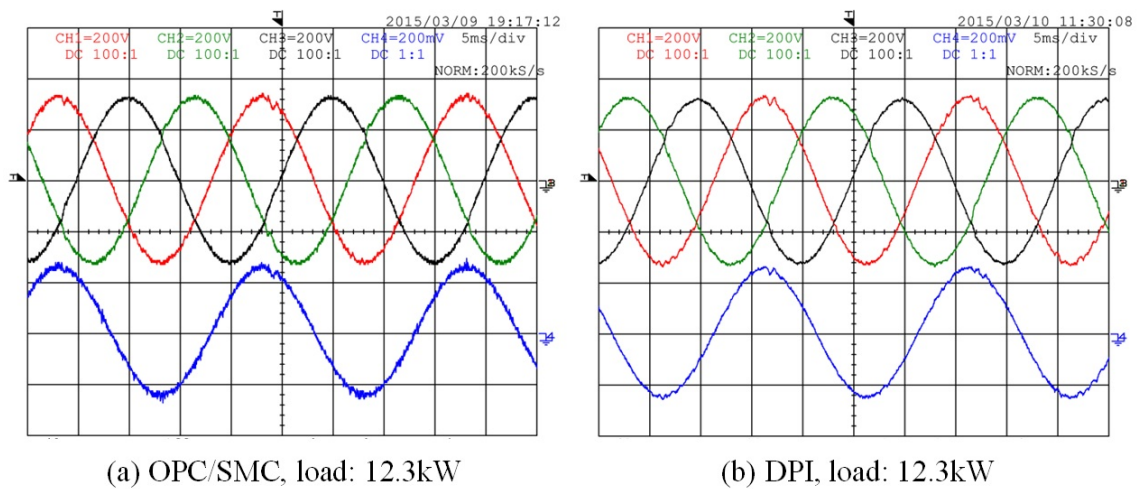 2015/03/09 19:17:12
CH1=200V CH2=200V CH3=200V CH4=200mV 5ms/div
DC 100:1 DC 100:1 DC 100:1 DC 1:1
NORM:200kS/s
(a) OPC/SMC, load: 12.3kW
2015/03/10 11:30:08
CH1=200V CH2=200V CH3=200V CH4=200mV 5ms/div
DC 100:1 DC 100:1 DC 100:1 DC 1:1
NORM:200kS/s
(b) DPI, load: 12.3kW